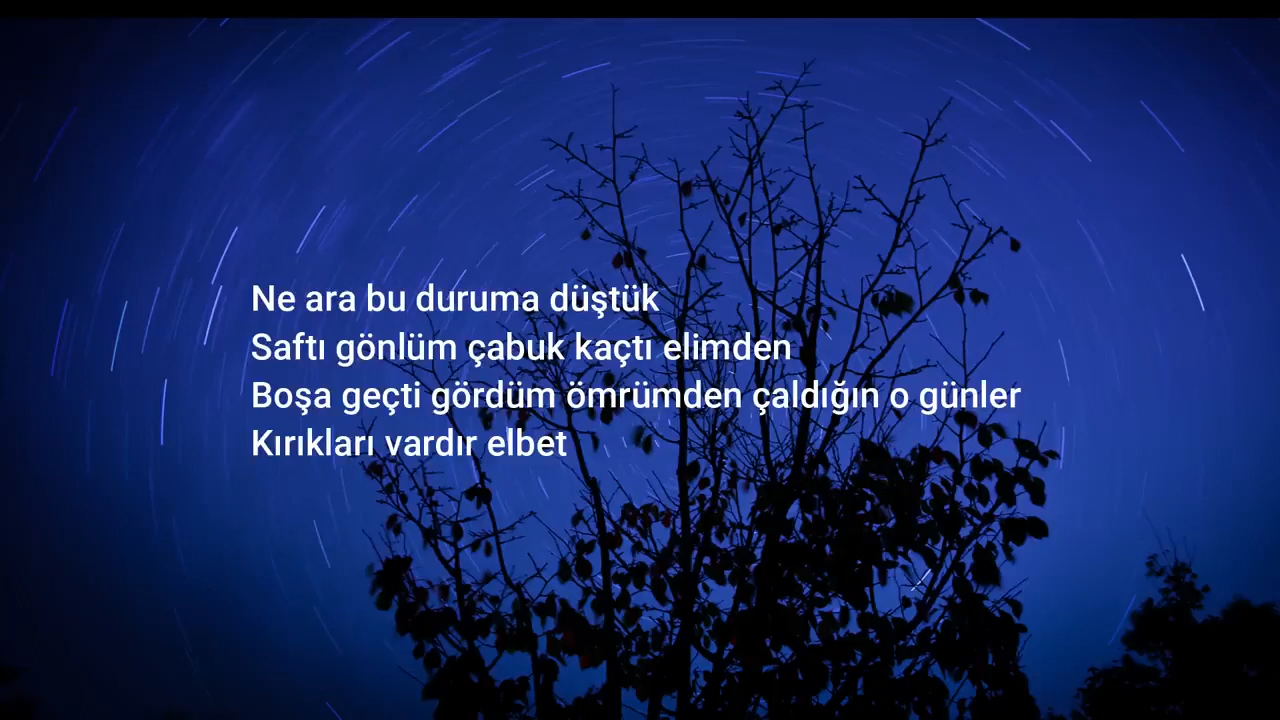 Ne ara bu duruma düştük
Saftı gönlüm çabuk kaçtı elimden
Boşa geçti gördüm ömrümden çaldığın o günler
Kırıkları vardır elbet